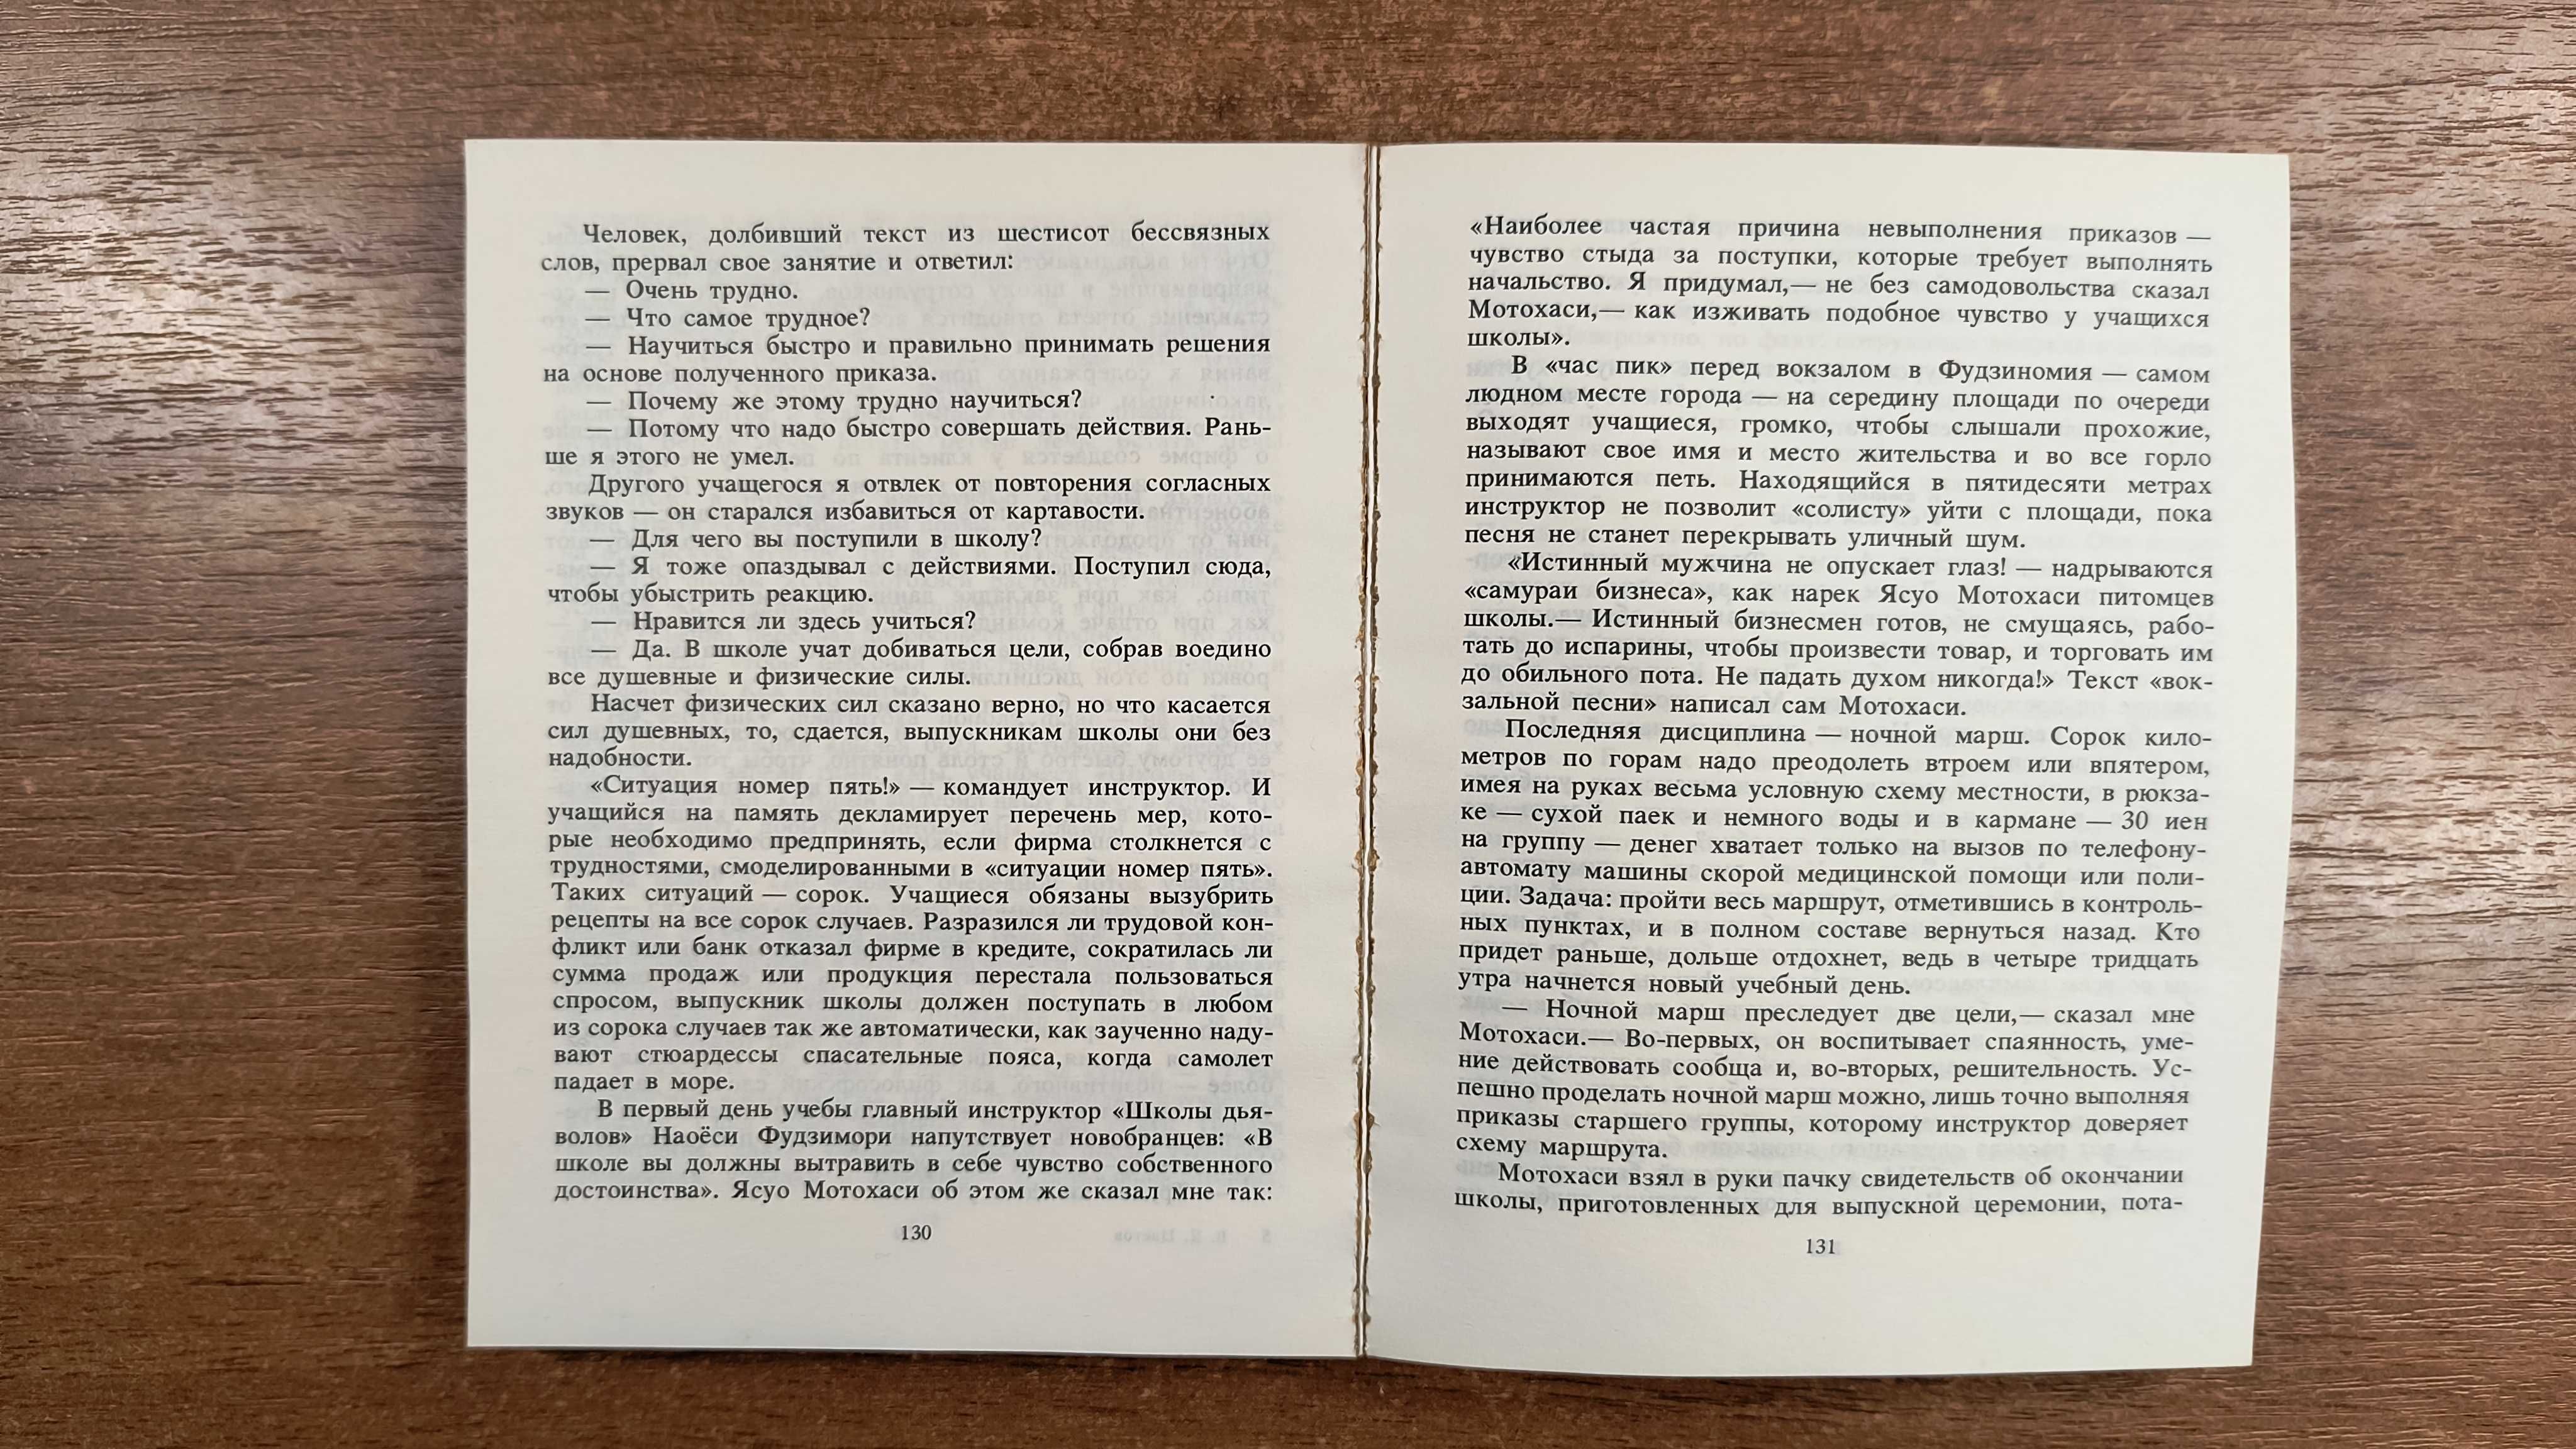 Человек, долбивший текст из шестисот бессвязных
слов, прервал свое занятие и ответил:
— Очень трудно.
— Что самое трудное?
— Научиться быстро и правильно принимать решения
на основе полученного приказа.
— Почему же этому трудно научиться?
— Потому что надо быстро совершать действия. Рань-
ше я этого не умел.
Другого учащегося я отвлек от повторения согласных
звуков — он старался избавиться от картавости.
— Для чего вы поступили в школу?
— Я тоже опаздывал с действиями. Поступил сюда,
чтобы убыстрить реакцию.
— Нравится ли здесь учиться?
— Да. В школе учат добиваться цели, собрав воедино
все душевные и физические силы.
Насчет физических сил сказано верно, но что касается
сил душевных, то, сдается, выпускникам школы они без
надобности.
«Ситуация номер пять!» — командует инструктор. И
учащийся на память декламирует перечень мер, кото-
рые необходимо предпринять, если фирма столкнется с
трудностями, смоделированными в «ситуации номер пять».
Таких ситуаций — сорок. Учащиеся обязаны вызубрить
рецепты на все сорок случаев. Разразился ли трудовой кон-
фликт или банк отказал фирме в кредите, сократилась ли
сумма продаж или продукция перестала пользоваться
спросом, выпускник школы должен поступать в любом
из сорока случаев так же автоматически, как заученно наду-
вают стюардессы спасательные пояса, когда самолет
падает в море.
В первый день учебы главный инструктор «Школы дья-
волов» Наоёси Фудзимори напутствует новобранцев: «В
школе вы должны вытравить в себе чувство собственного
достоинства». Ясуо Мотохаси об этом же сказал мне так:
130
«Наиболее частая причина невыполнения приказов —
чувство стыда за поступки, которые требует выполнять
начальство. Я придумал,— не без самодовольства сказал
Мотохаси,— как изживать подобное чувство у учащихся
школы».
В «час пик» перед вокзалом в Фудзиномия — самом
людном месте города — на середину площади по очереди
выходят учащиеся, громко, чтобы слышали прохожие,
называют свое имя и место жительства и во все горло
принимаются петь. Находящийся в пятидесяти метрах
инструктор не позволит «солисту» уйти с площади, пока
песня не станет перекрывать уличный шум.
«Истинный мужчина не опускает глаз! — надрываются
«самураи бизнеса», как нарек Ясуо Мотохаси питомцев
школы.— Истинный бизнесмен готов, не смущаясь, рабо-
тать до испарины, чтобы произвести товар, и торговать им
до обильного пота. Не падать духом никогда!» Текст «вок-
зальной песни» написал сам Мотохаси.
Последняя дисциплина — ночной марш. Сорок кило-
метров по горам надо преодолеть втроем или впятером,
имея на руках весьма условную схему местности, в рюкза-
ке — сухой паек и немного воды и в кармане — 30 иен
на группу — денег хватает только на вызов по телефону-
автомату машины скорой медицинской помощи или поли-
ции. Задача: пройти весь маршрут, отметившись в контроль-
ных пунктах, и в полном составе вернуться назад. Кто
придет раньше, дольше отдохнет, ведь в четыре тридцать
утра начнется новый учебный день.
— Ночной марш преследует две цели,— сказал мне
Мотохаси.— Во-первых, он воспитывает спаянность, уме-
ние действовать сообща и, во-вторых, решительность. Ус-
пешно проделать ночной марш можно, лишь точно выполняя
приказы старшего группы, которому инструктор доверяет
схему маршрута.
Мотохаси взял в руки пачку свидетельств об окончании
школы, приготовленных для выпускной церемонии, пота-
131